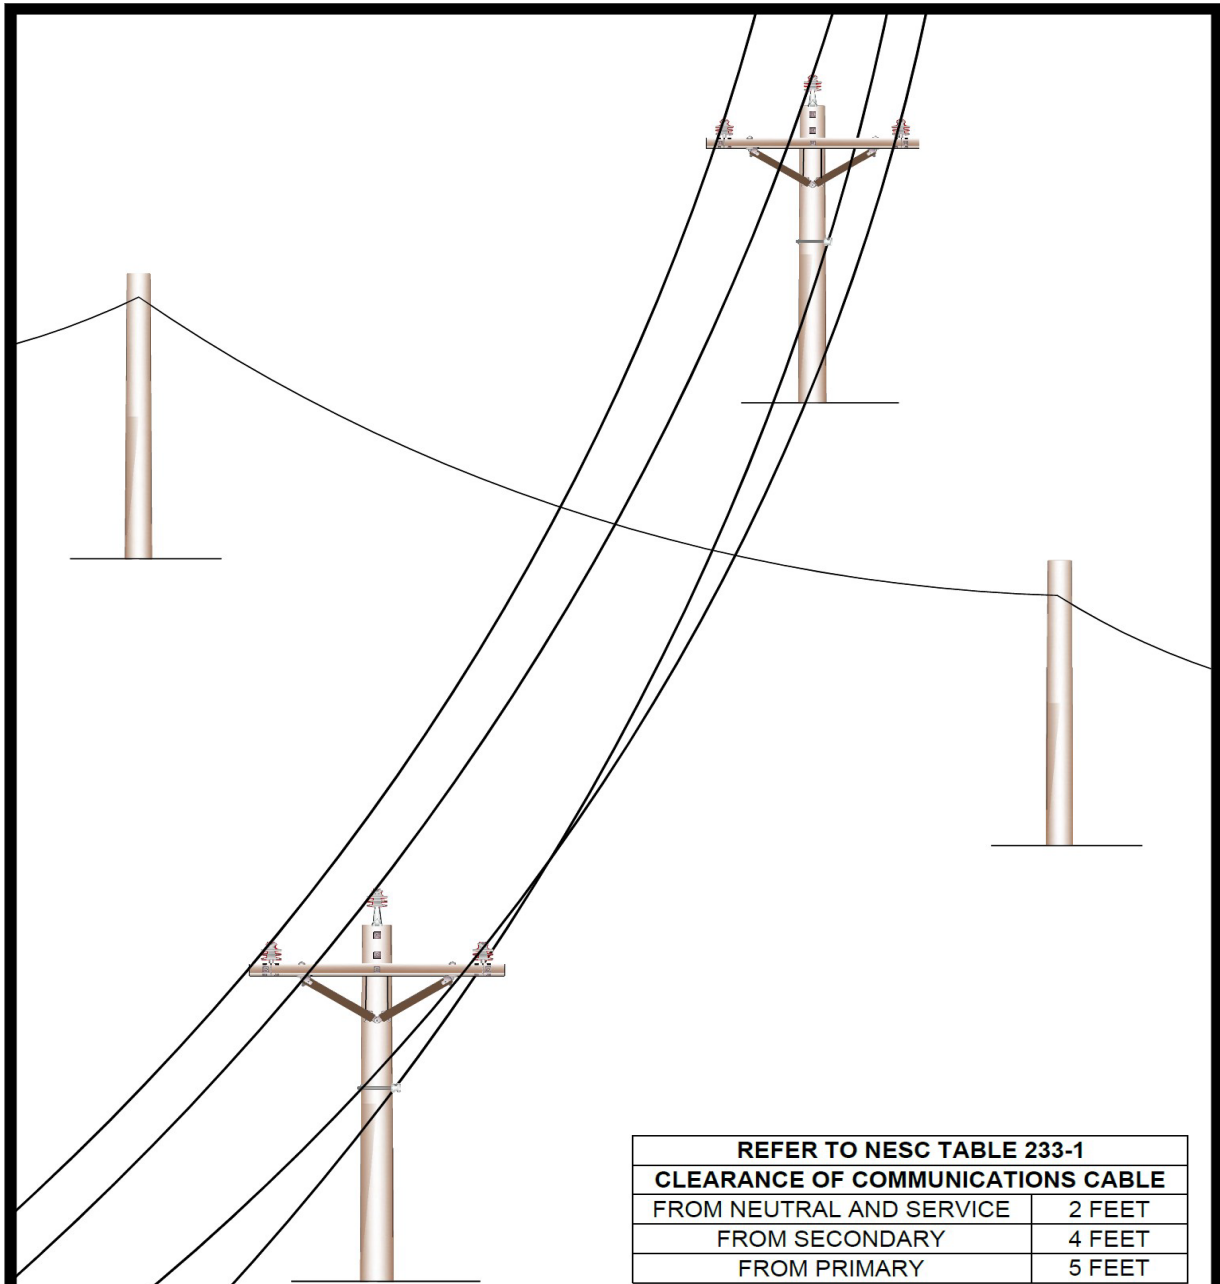 REFER TO NESC TABLE 233-1
CLEARANCE OF COMMUNICATIONS CABLE
FROM NEUTRAL AND SERVICE 2 FEET
FROM SECONDARY 4 FEET
FROM PRIMARY 5 FEET